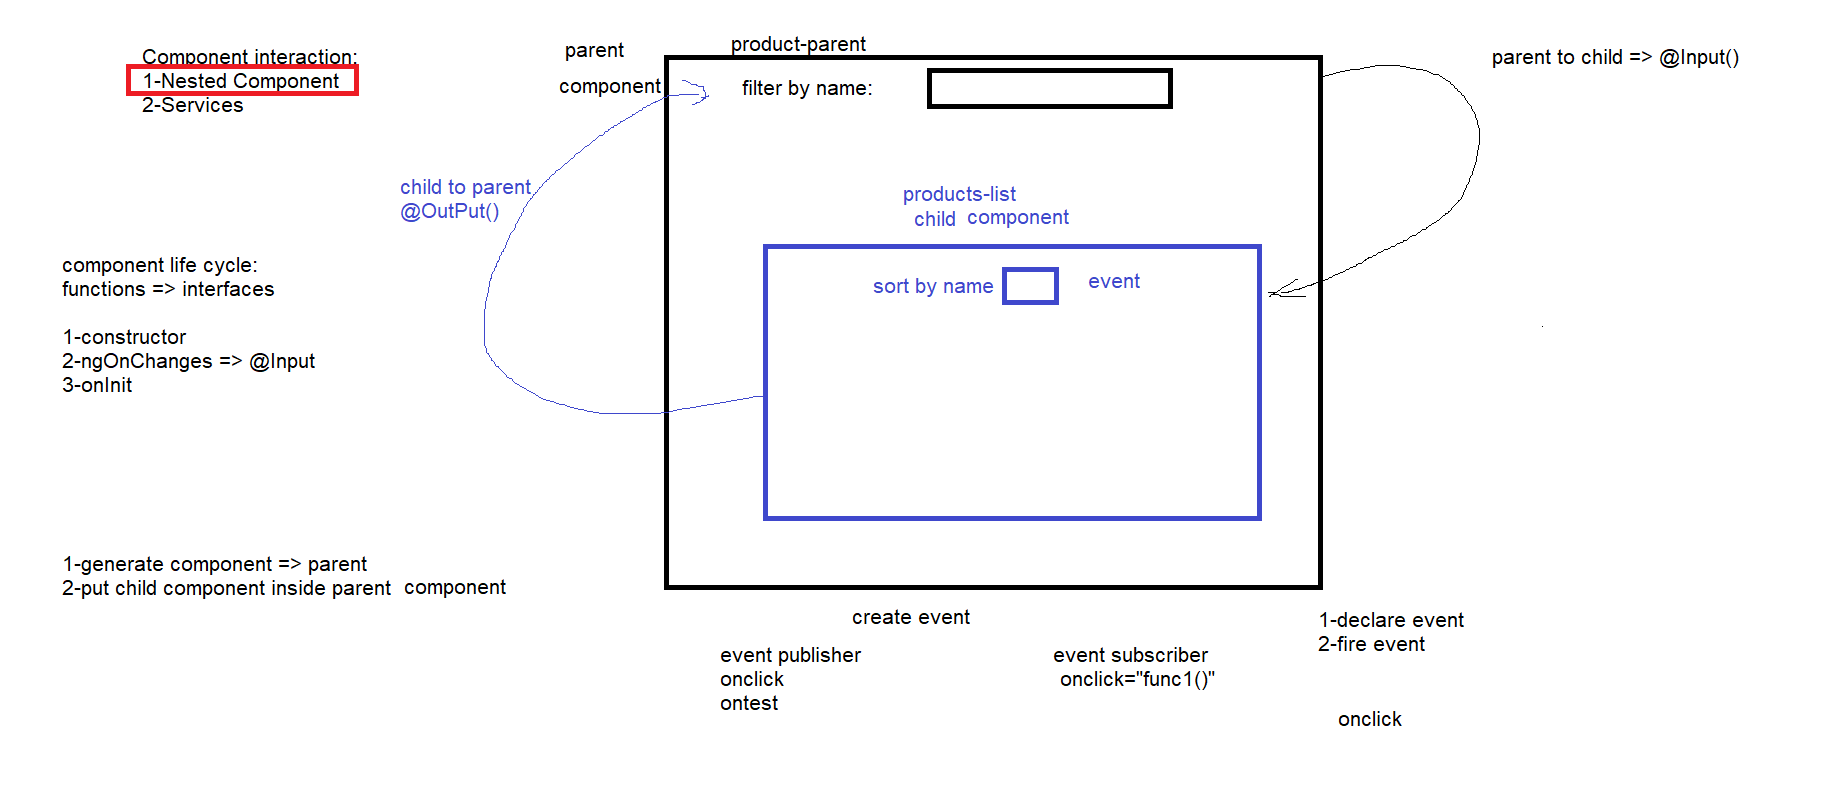 Component interaction:
1-Nested Component
2-Services
parent
component
product-parent
filter by name:
parent to child => @Input()
child to parent
@OutPut()
products-list
child component
sort by name
event
component life cycle:
functions => interfaces
1-constructor
2-ngOnChanges => @Input
3-onInit
1-generate component => parent
2-put child component inside parent component
create event
event publisher
onclick
ontest
event subscriber
onclick="func1()"
1-declare event
2-fire event
onclick